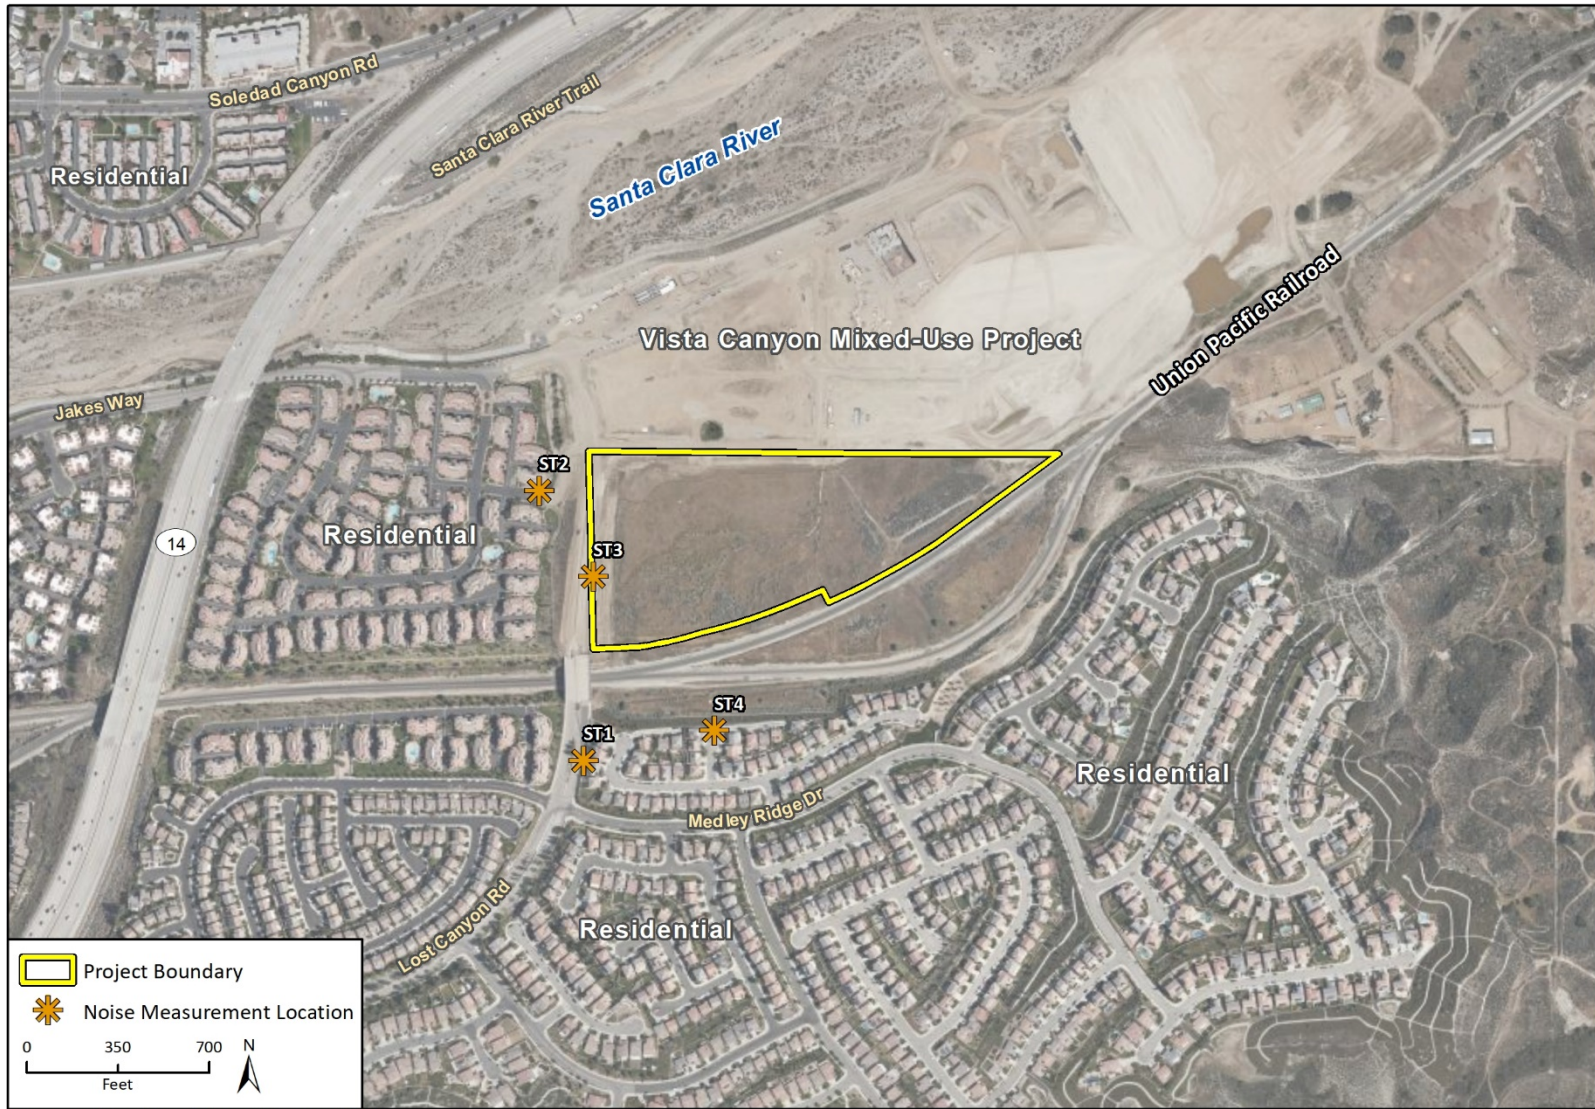 Soledad Canyon Rd
Santa Clara River Trail
Santa Clara River
Residential
Union Pacific Railroad
Vista Canyon Mixed-Use Project
Jakes Way
ST2
Residential
14
ST3
ST4
ST1
Residential
Medley Ridge Dr
Lost Canyon Rd
Residential
Project Boundary
Noise Measurement Location
0 350 700 N
Feet